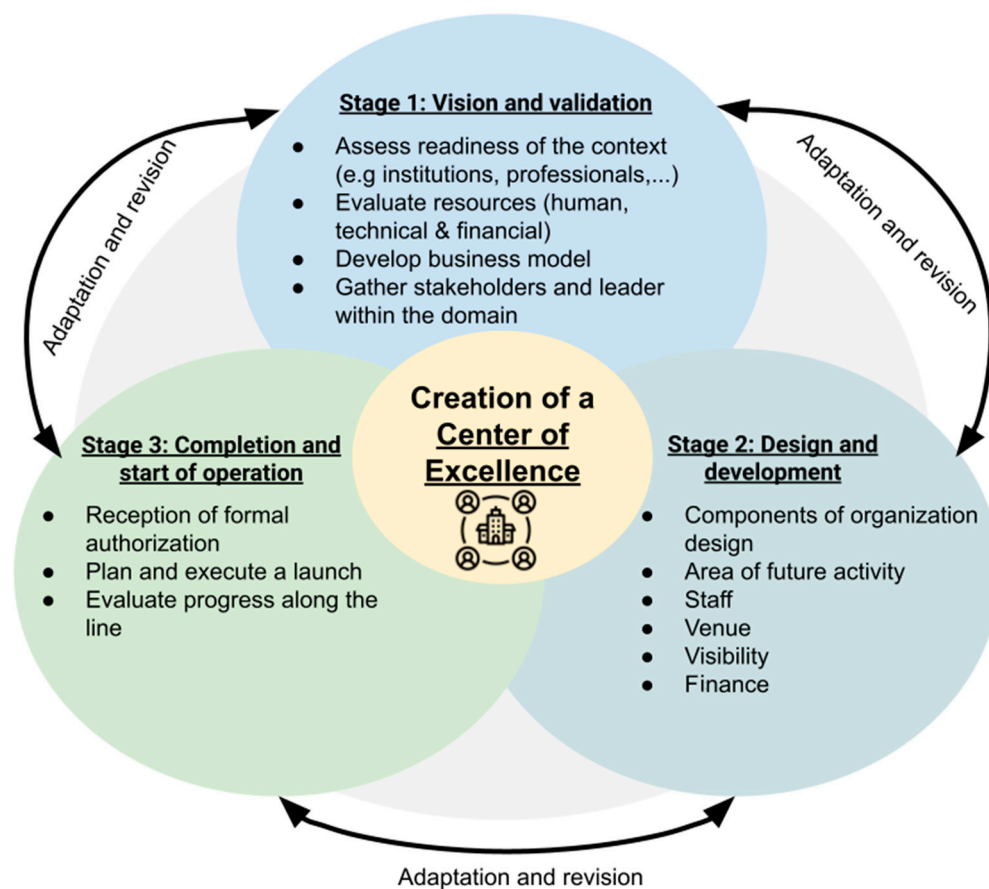 Stage 1: Vision and validation
● Assess readiness of the context
(e.g institutions, professionals,...)
● Evaluate resources (human,
technical & financial)
● Develop business model
● Gather stakeholders and leader
within the domain
Adaptation and revision
Adaptation and revision
Creation of a
Center of
Excellence
Stage 3: Completion and
start of operation
● Reception of formal
authorization
● Plan and execute a launch
● Evaluate progress along the
line
Stage 2: Design and
development
● Components of organization
design
● Area of future activity
● Staff
● Venue
● Visibility
● Finance
Adaptation and revision